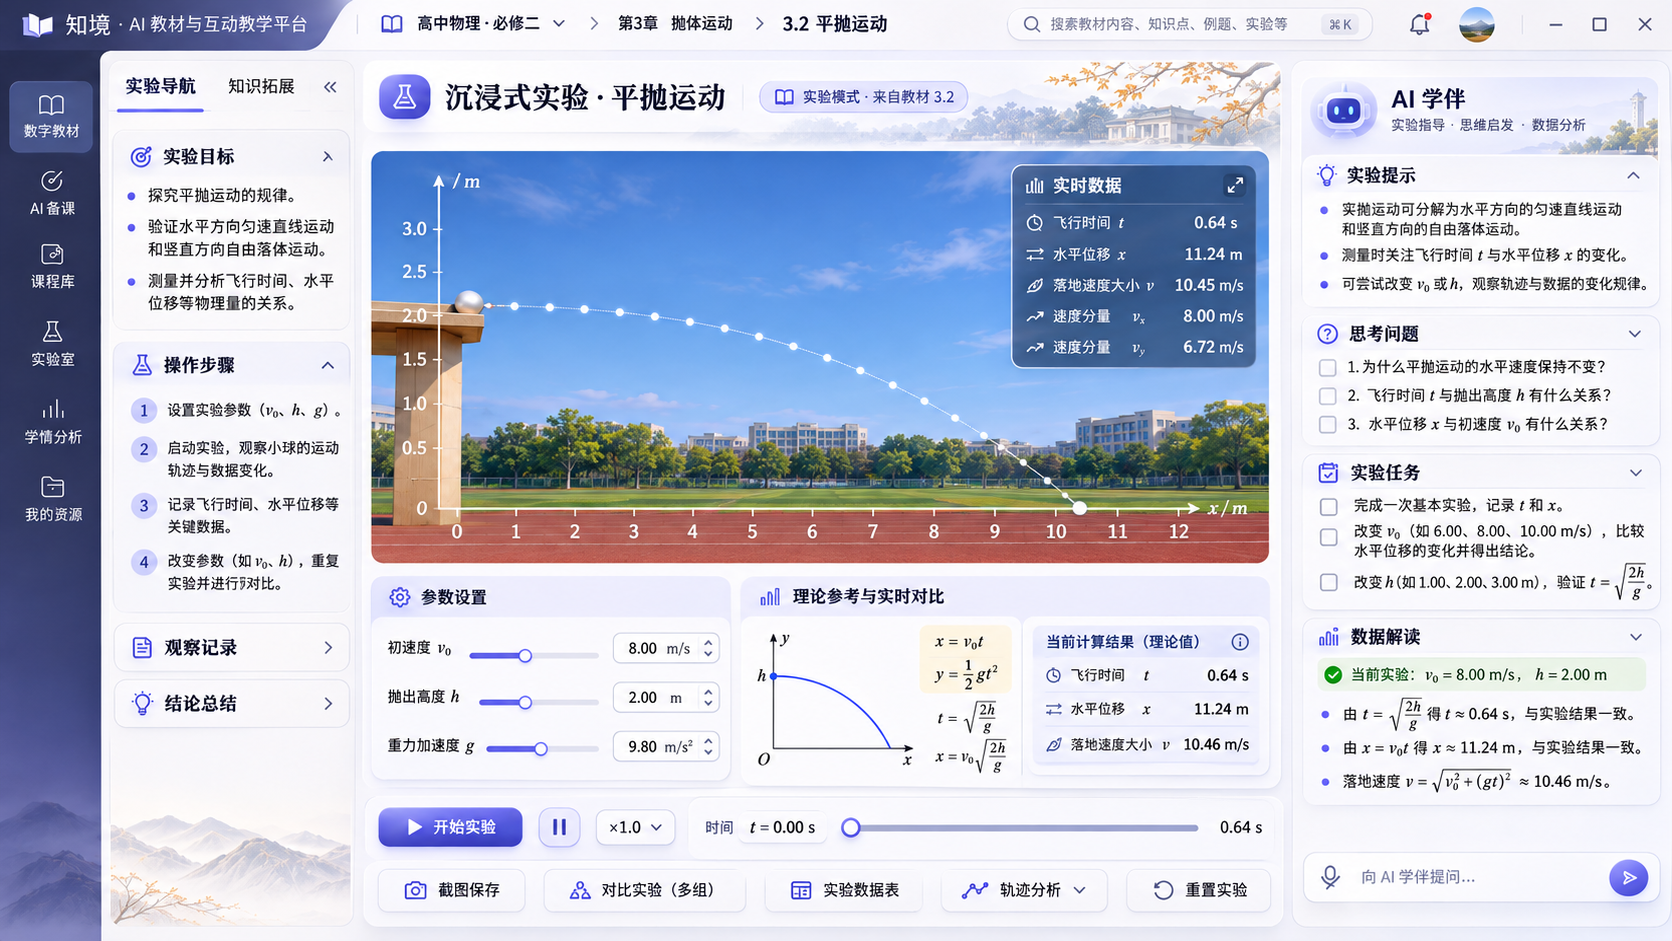 知境 · AI 教材与互动教学平台
高中物理 · 必修二
第3章 抛体运动
3.2 平抛运动
搜索教材内容、知识点、例题、实验等
⌘ K
数字教材
AI 备课
课程库
实验室
学情分析
我的资源
实验导航
知识拓展
实验目标
探究平抛运动的规律。
验证水平方向匀速直线运动
和竖直方向自由落体运动。
测量并分析飞行时间、水平
位移等物理量的关系。
操作步骤
1 设置实验参数（v₀、h、g）。
2 启动实验，观察小球的运动
轨迹与数据变化。
3 记录飞行时间、水平位移等
关键数据。
4 改变参数（如 v₀、h），重复
实验并进行对比。
观察记录
结论总结
沉浸式实验 · 平抛运动
实验模式 · 来自教材 3.2
/ m
3.0
2.5
2.0
1.5
1.0
0.5
0
0 1 2 3 4 5 6 7 8 9 10 11 12
x / m
实时数据
飞行时间 t 0.64 s
水平位移 x 11.24 m
落地速度大小 v 10.45 m/s
速度分量 vₓ 8.00 m/s
速度分量 v_y 6.72 m/s
参数设置
初速度 v₀ 8.00 m/s
抛出高度 h 2.00 m
重力加速度 g 9.80 m/s²
理论参考与实时对比
y
h
O
x
x = v₀t
y = 1/2 gt²
t = √(2h/g)
x = v₀√(2h/g)
当前计算结果（理论值）
飞行时间 t 0.64 s
水平位移 x 11.24 m
落地速度大小 v 10.46 m/s
开始实验
×1.0
时间 t = 0.00 s
0.64 s
截图保存
对比实验（多组）
实验数据表
轨迹分析
重置实验
AI 学伴
实验指导 · 思维启发 · 数据分析
实验提示
实抛运动可分解为水平方向的匀速直线运动
和竖直方向的自由落体运动。
测量时关注飞行时间 t 与水平位移 x 的变化。
可尝试改变 v₀ 或 h，观察轨迹与数据的变化规律。
思考问题
1. 为什么平抛运动的水平速度保持不变？
2. 飞行时间 t 与抛出高度 h 有什么关系？
3. 水平位移 x 与初速度 v₀ 有什么关系？
实验任务
完成一次基本实验，记录 t 和 x。
改变 v₀（如 6.00、8.00、10.00 m/s），比较
水平位移的变化并得出结论。
改变 h（如 1.00、2.00、3.00 m），验证 t = √(2h/g)。
数据解读
当前实验：v₀ = 8.00 m/s， h = 2.00 m
由 t = √(2h/g) 得 t ≈ 0.64 s，与实验结果一致。
由 x = v₀t 得 x ≈ 11.24 m，与实验结果一致。
落地速度 v = √(v₀² + (gt)²) ≈ 10.46 m/s。
向 AI 学伴提问...